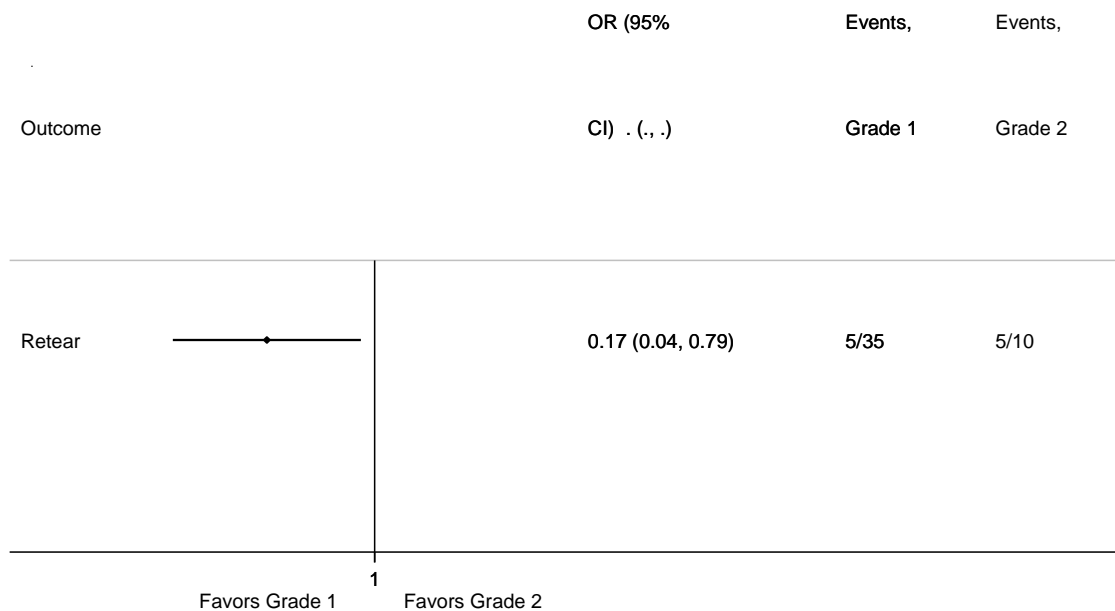 OR (95% Events, Events,
.
Outcome CI) . (., .) Grade 1 Grade 2
Retear 0.17 (0.04, 0.79) 5/35 5/10
1
Favors Grade 1 Favors Grade 2